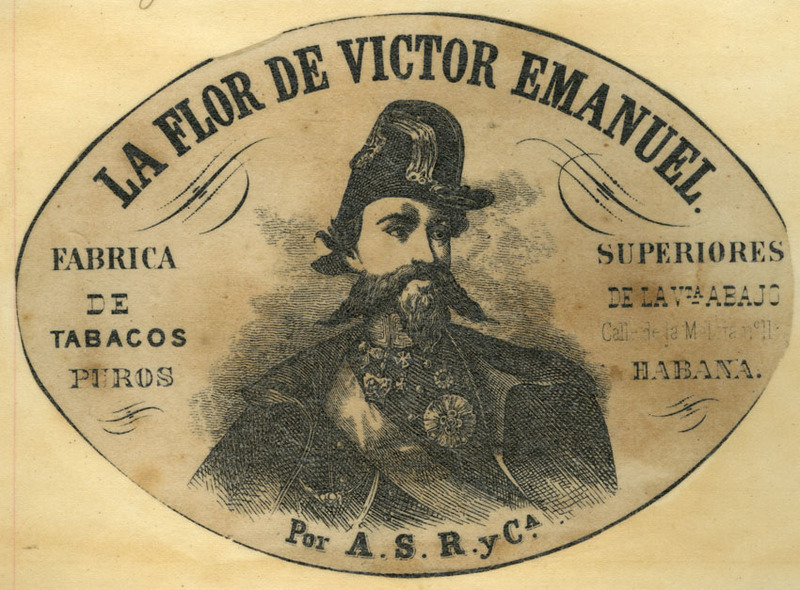 LA FLOR DE VICTOR EMANUEL.
FABRICA
DE
TABACOS
PUROS
SUPERIORES
DE LA VTA ABAJO
Calle de la
HABANA.
Por A. S. R. y CA.